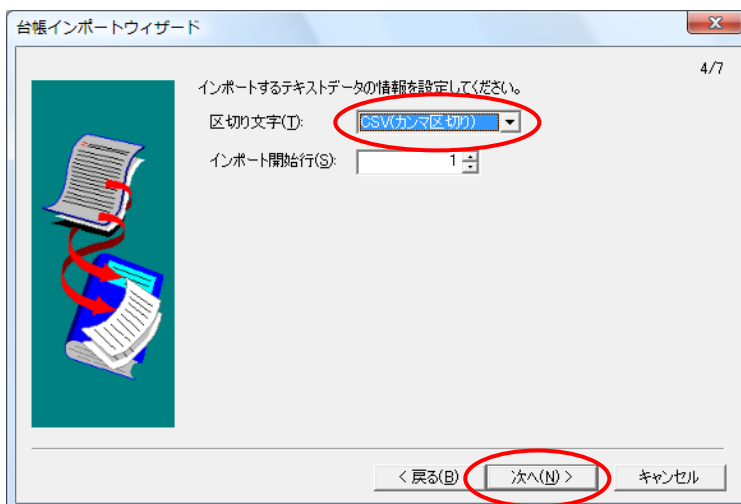 台帳インポートウィザード
4/7
インポートするテキストデータの情報を設定してください。
区切り文字(T): CSV(カンマ区切り)
インポート開始行(S): 1
< 戻る(B) 次へ(N) > キャンセル